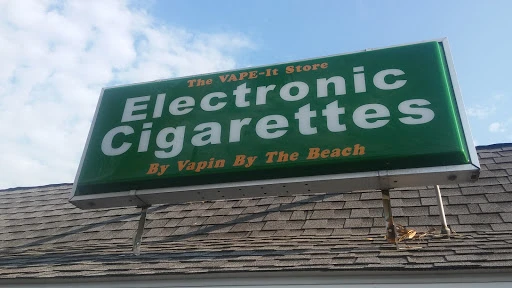 The VAPE-It Store
Electronic
Cigarettes
By Vapin By The Beach